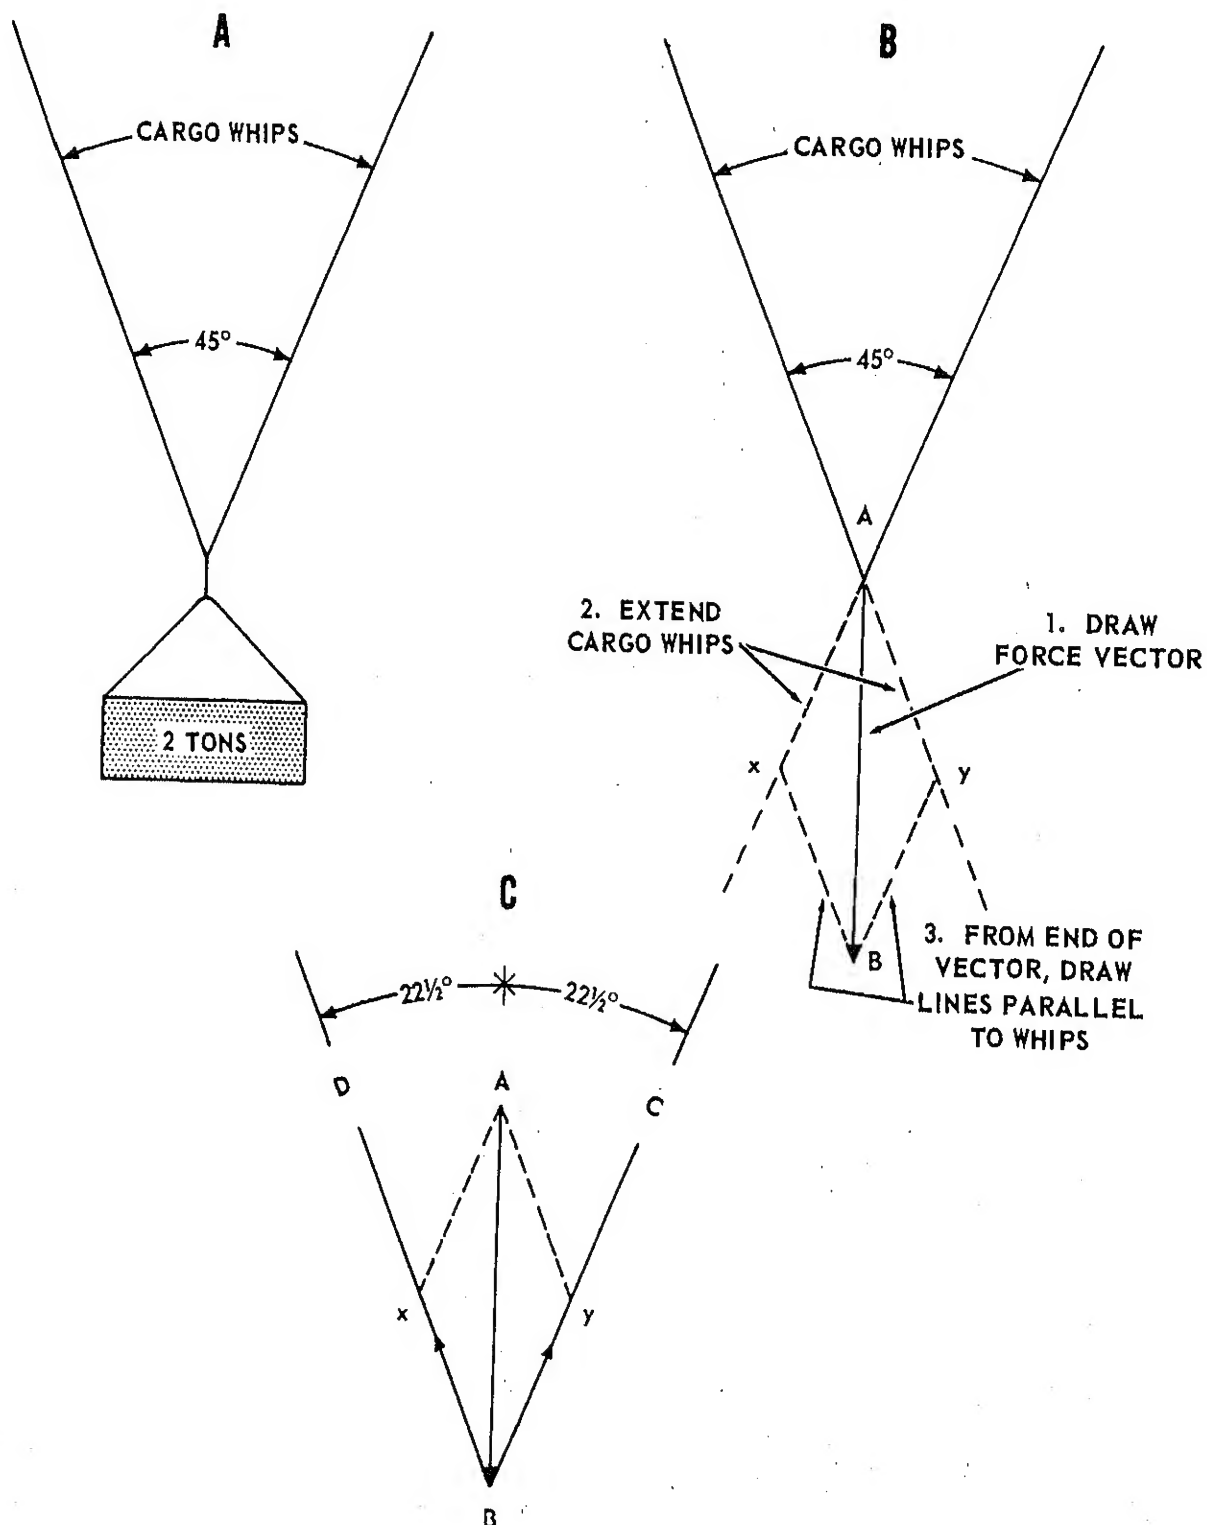 A
CARGO WHIPS
45°
2 TONS
B
CARGO WHIPS
45°
A
2. EXTEND
CARGO WHIPS
1. DRAW
FORCE VECTOR
x
y
B
3. FROM END OF
VECTOR, DRAW
LINES PARALLEL
TO WHIPS
C
22½°
22½°
D
A
C
x
y
B